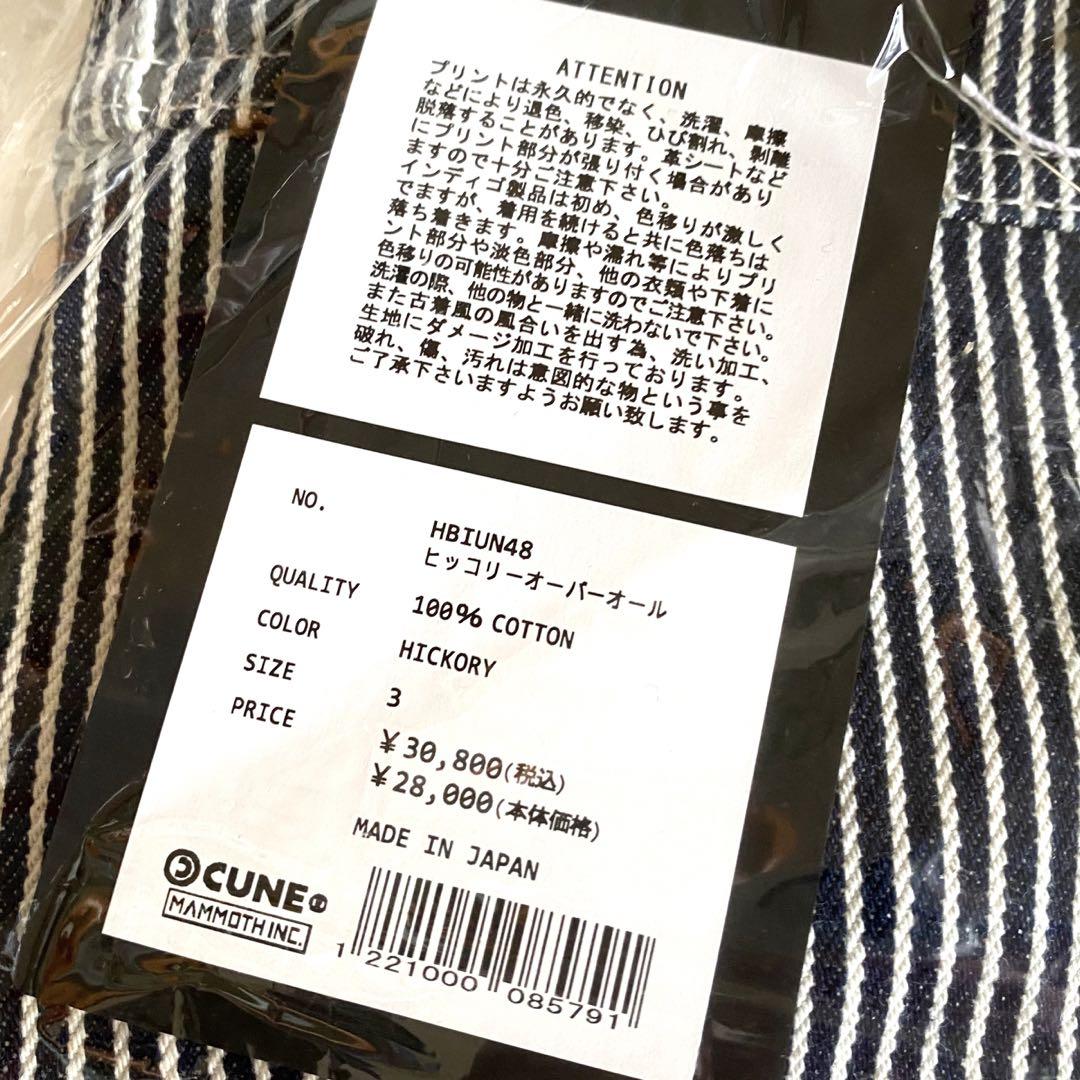 ATTENTION
プリントは永久的でなく、洗濯、摩擦
などにより退色、移染、ひび割れ、剥離
脱落することがあります。革シートなど
にプリント部分が張り付く場合があり
ますので十分ご注意下さい。
インディゴ製品は初め、色移りが激しく
でますが、着用を続けると共に色落ちは
落ち着きます。摩擦や濡れ等によりプリ
ント部分や淡色部分、他の衣類や下着に
色移りの可能性がありますのでご注意下さい。
洗濯の際、他の物と一緒に洗わないで下さい。
また古着風の風合いを出す為、洗い加工、
生地にダメージ加工を行っております。
破れ、傷、汚れは意図的な物という事を
ご了承下さいますようお願い致します。
NO. HBIUN48
ヒッコリーオーバーオール
QUALITY 100% COTTON
COLOR HICKORY
SIZE 3
PRICE ¥30,800(税込)
¥28,000(本体価格)
MADE IN JAPAN
CUNE
MAMMOTH INC.
1 221000 085791